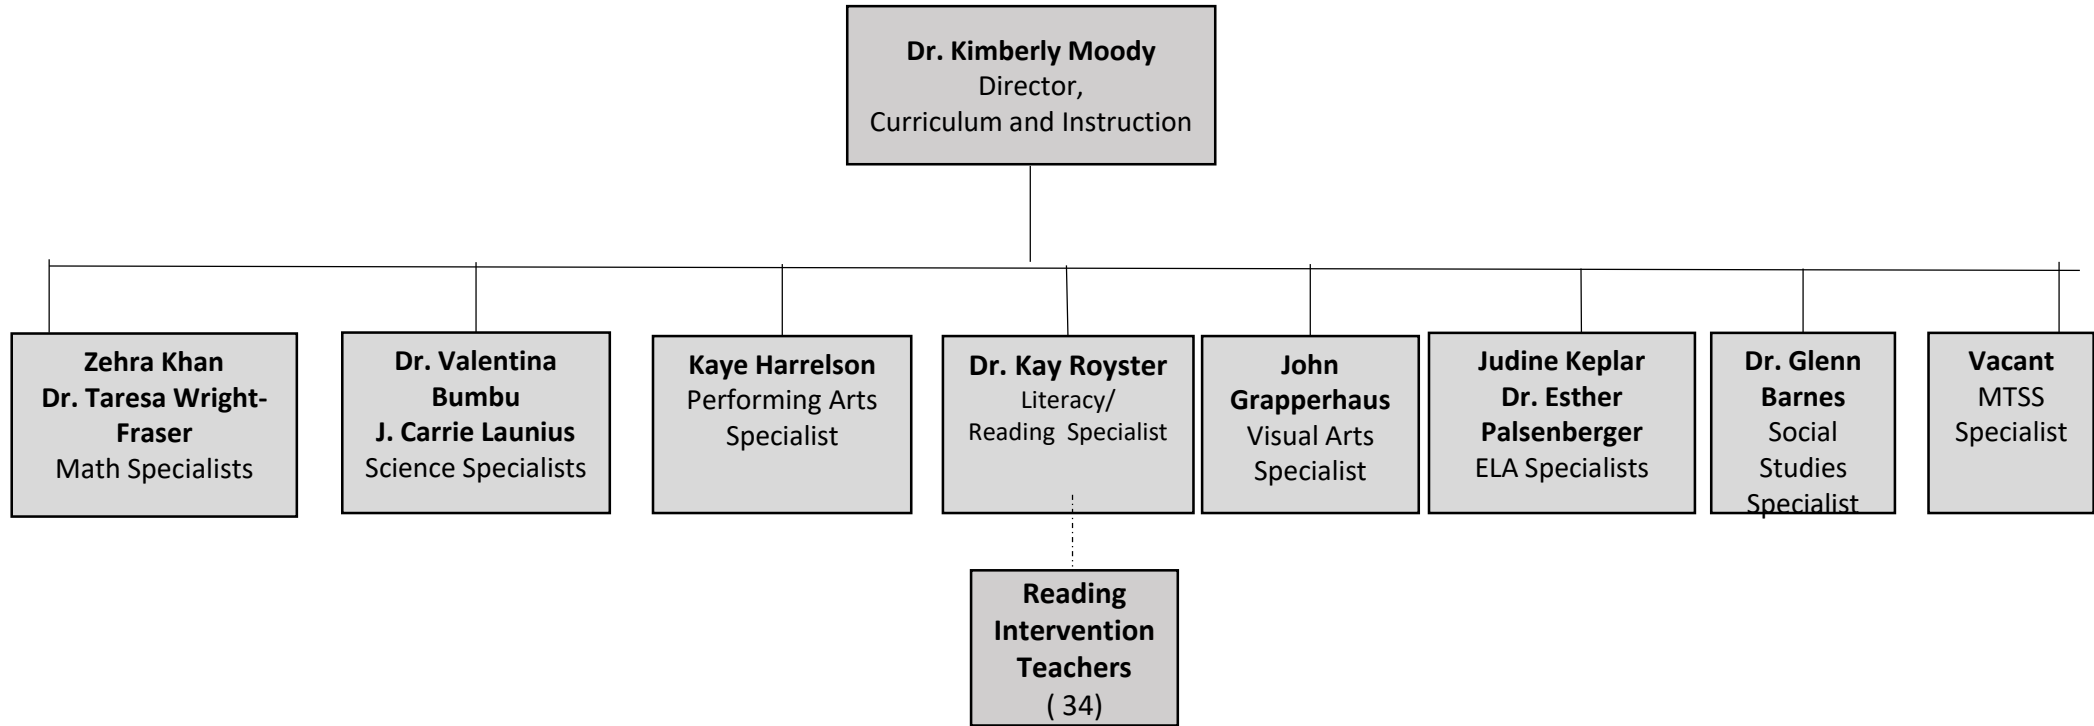 Dr. Kimberly Moody
Director,
Curriculum and Instruction
Zehra Khan
Dr. Taresa Wright-
Fraser
Math Specialists
Dr. Valentina
Bumbu
J. Carrie Launius
Science Specialists
Kaye Harrelson
Performing Arts
Specialist
Dr. Kay Royster
Literacy/
Reading Specialist
John
Grapperhaus
Visual Arts
Specialist
Judine Keplar
Dr. Esther
Palsenberger
ELA Specialists
Dr. Glenn
Barnes
Social
Studies
Specialist
Vacant
MTSS
Specialist
Reading
Intervention
Teachers
( 34)